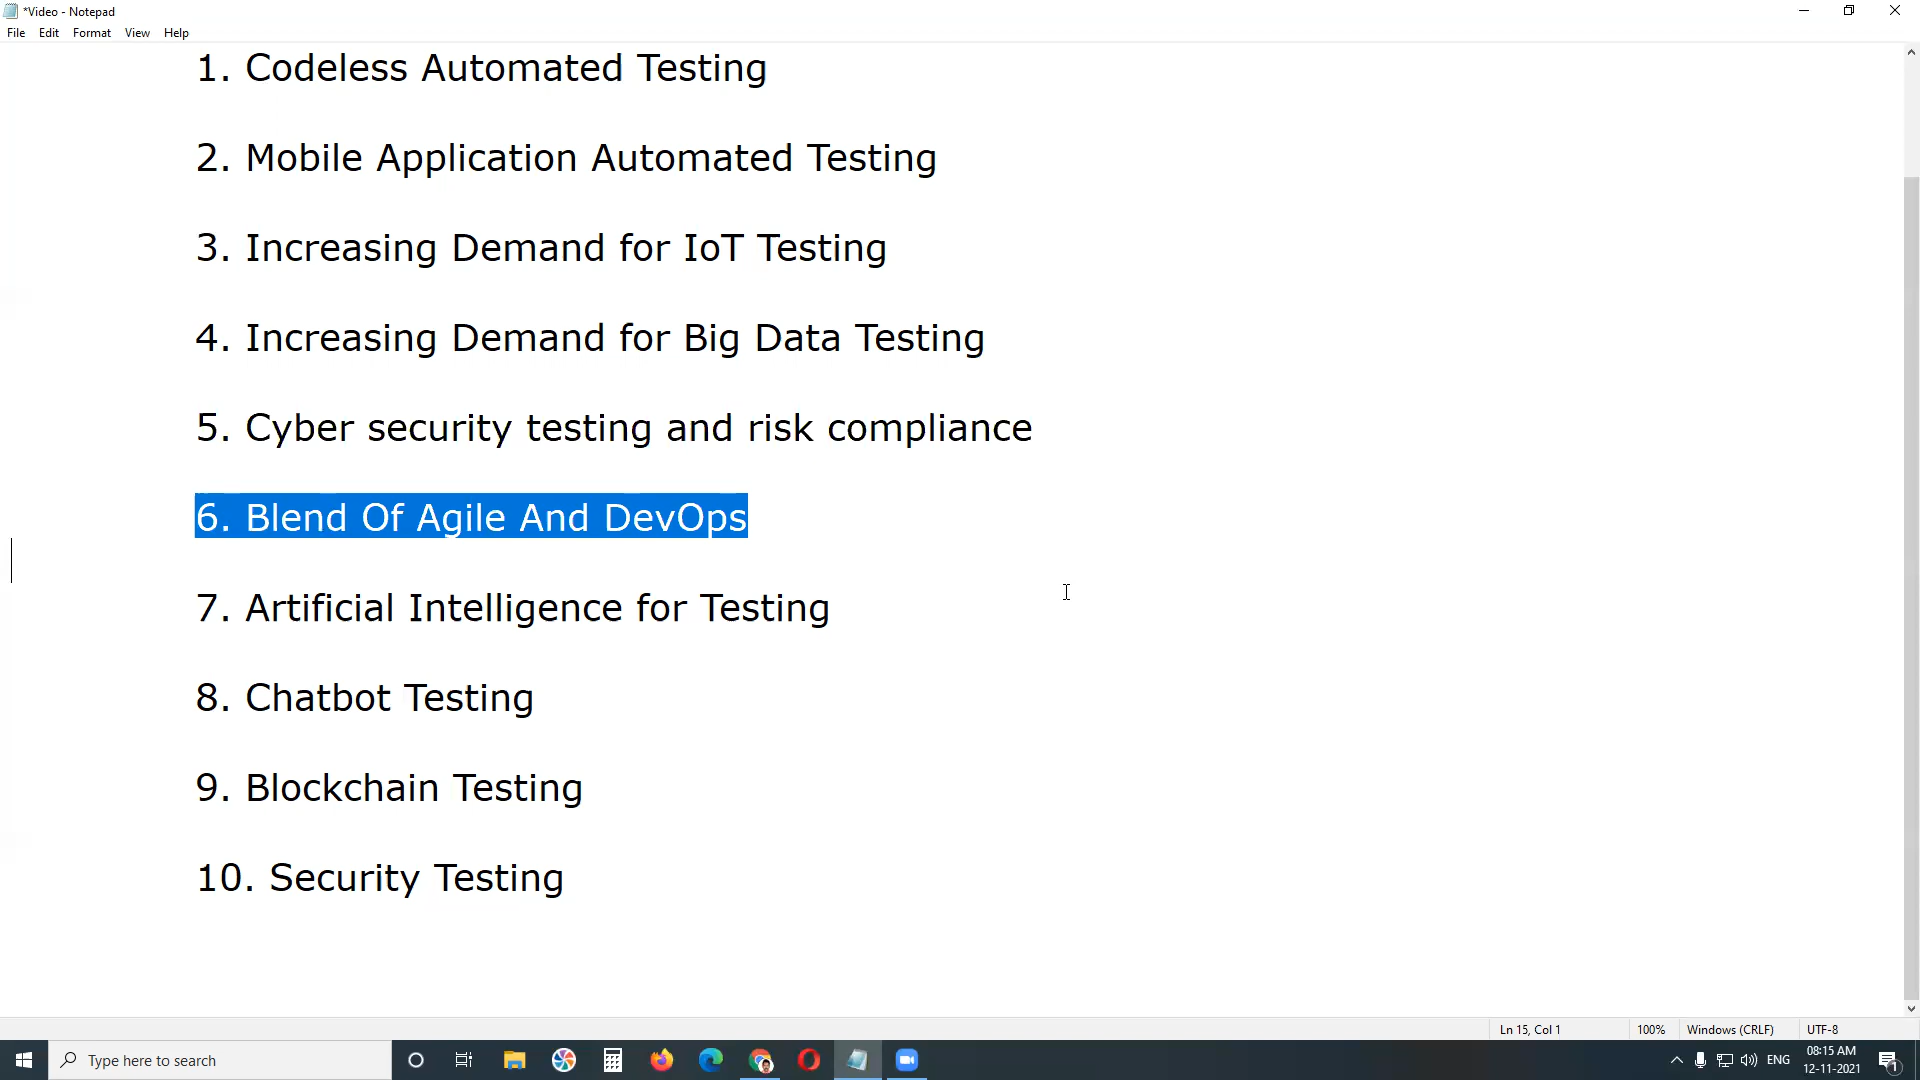 *Video - Notepad
File Edit Format View Help
1. Codeless Automated Testing
2. Mobile Application Automated Testing
3. Increasing Demand for IoT Testing
4. Increasing Demand for Big Data Testing
5. Cyber security testing and risk compliance
6. Blend Of Agile And DevOps
7. Artificial Intelligence for Testing
8. Chatbot Testing
9. Blockchain Testing
10. Security Testing
Ln 15, Col 1 100% Windows (CRLF) UTF-8
Type here to search
ENG
08:15 AM
12-11-2021
1